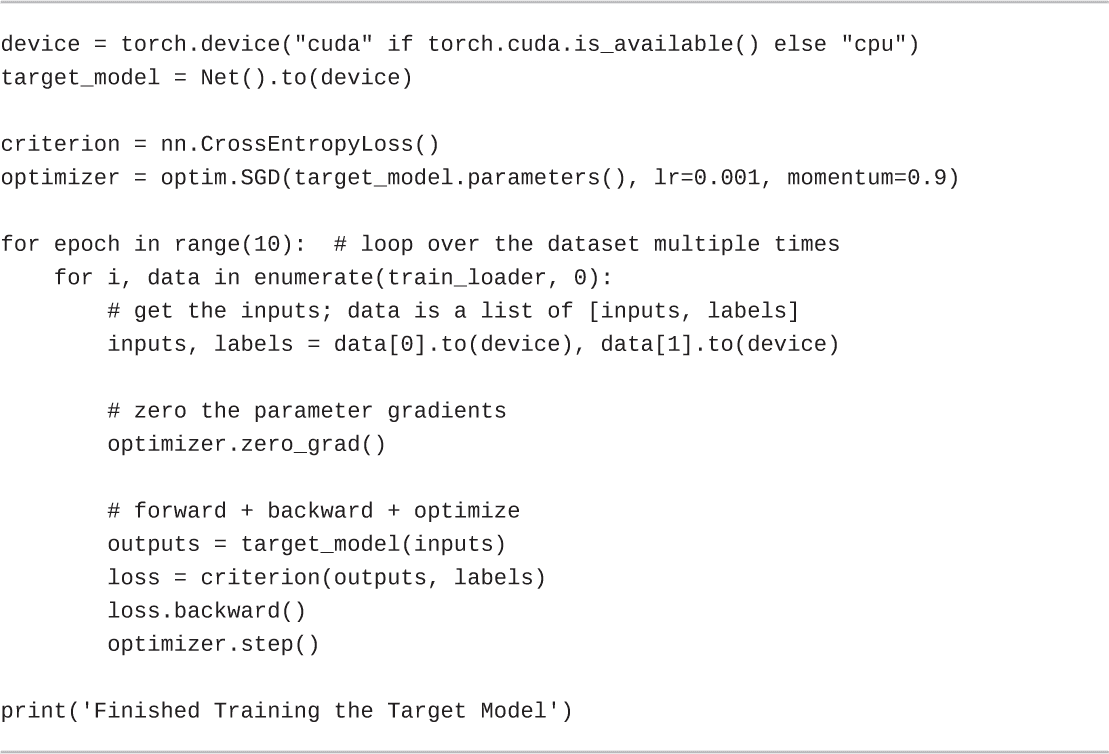 device = torch.device("cuda" if torch.cuda.is_available() else "cpu")
target_model = Net().to(device)

criterion = nn.CrossEntropyLoss()
optimizer = optim.SGD(target_model.parameters(), lr=0.001, momentum=0.9)

for epoch in range(10):  # loop over the dataset multiple times
    for i, data in enumerate(train_loader, 0):
        # get the inputs; data is a list of [inputs, labels]
        inputs, labels = data[0].to(device), data[1].to(device)

        # zero the parameter gradients
        optimizer.zero_grad()

        # forward + backward + optimize
        outputs = target_model(inputs)
        loss = criterion(outputs, labels)
        loss.backward()
        optimizer.step()

print('Finished Training the Target Model')